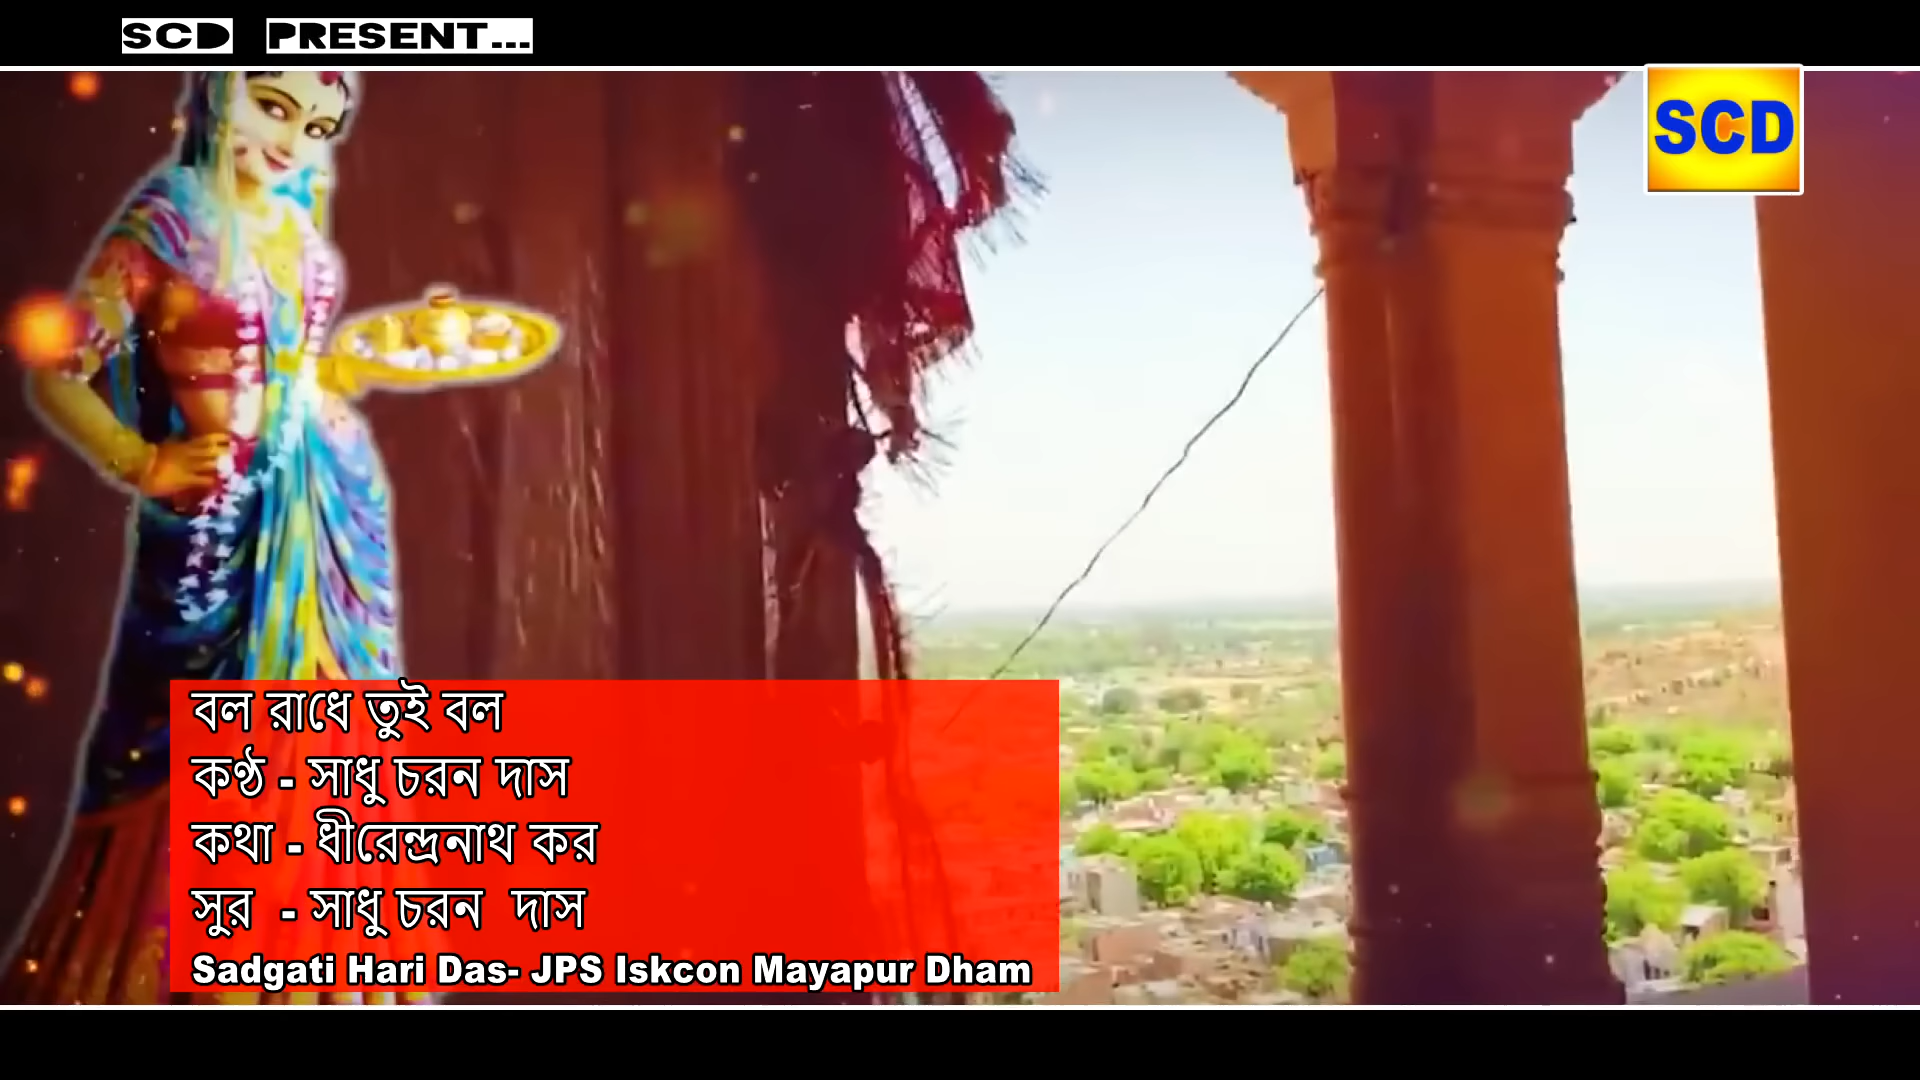 SCD PRESENT...
SCD
বল রাধে তুই বল
কণ্ঠ - সাধু চরন দাস
কথা - ধীরেন্দ্রনাথ কর
সুর - সাধু চরন দাস
Sadgati Hari Das- JPS Iskcon Mayapur Dham